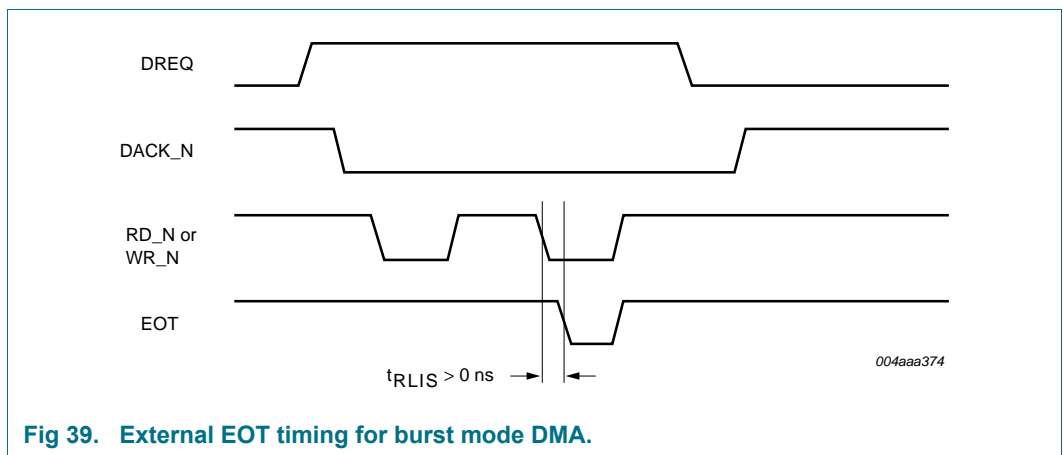 DREQ
DACK_N
RD_N or
WR_N
EOT
tRLIS > 0 ns
004aaa374
Fig 39. External EOT timing for burst mode DMA.